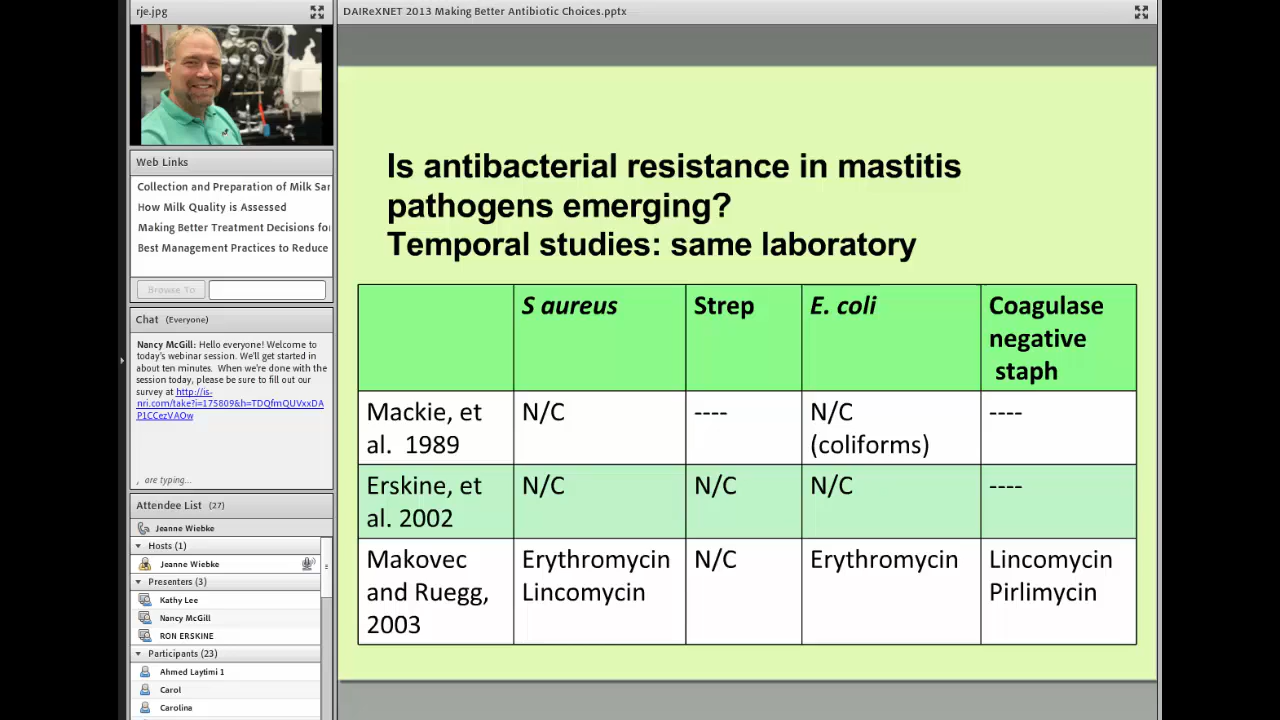 rje.jpg
Web Links
Collection and Preparation of Milk Sar
How Milk Quality is Assessed
Making Better Treatment Decisions fo
Best Management Practices to Reduce
Browse To
Chat (Everyone)
Nancy McGill: Hello everyone! Welcome to
today's webinar session. We'll get started in
about ten minutes. When we're done with the
session today, please be sure to fill out our
survey at http://is-
nri.com/take?i=175809&h=TDQfmQUVxxDA
P1CCezVAOw
, are typing...
Attendee List (27)
Jeanne Wiebke
Hosts (1)
Jeanne Wiebke
Presenters (3)
Kathy Lee
Nancy McGill
RON ERSKINE
Participants (23)
Ahmed Laytimi 1
Carol
Carolina
DAIReXNET 2013 Making Better Antibiotic Choices.pptx
Is antibacterial resistance in mastitis
pathogens emerging?
Temporal studies: same laboratory
S aureus Strep E. coli Coagulase
negative
staph
Mackie, et N/C ---- N/C ----
al. 1989 (coliforms)
Erskine, et N/C N/C N/C ----
al. 2002
Makovec Erythromycin N/C Erythromycin Lincomycin
and Ruegg, Lincomycin Pirlimycin
2003